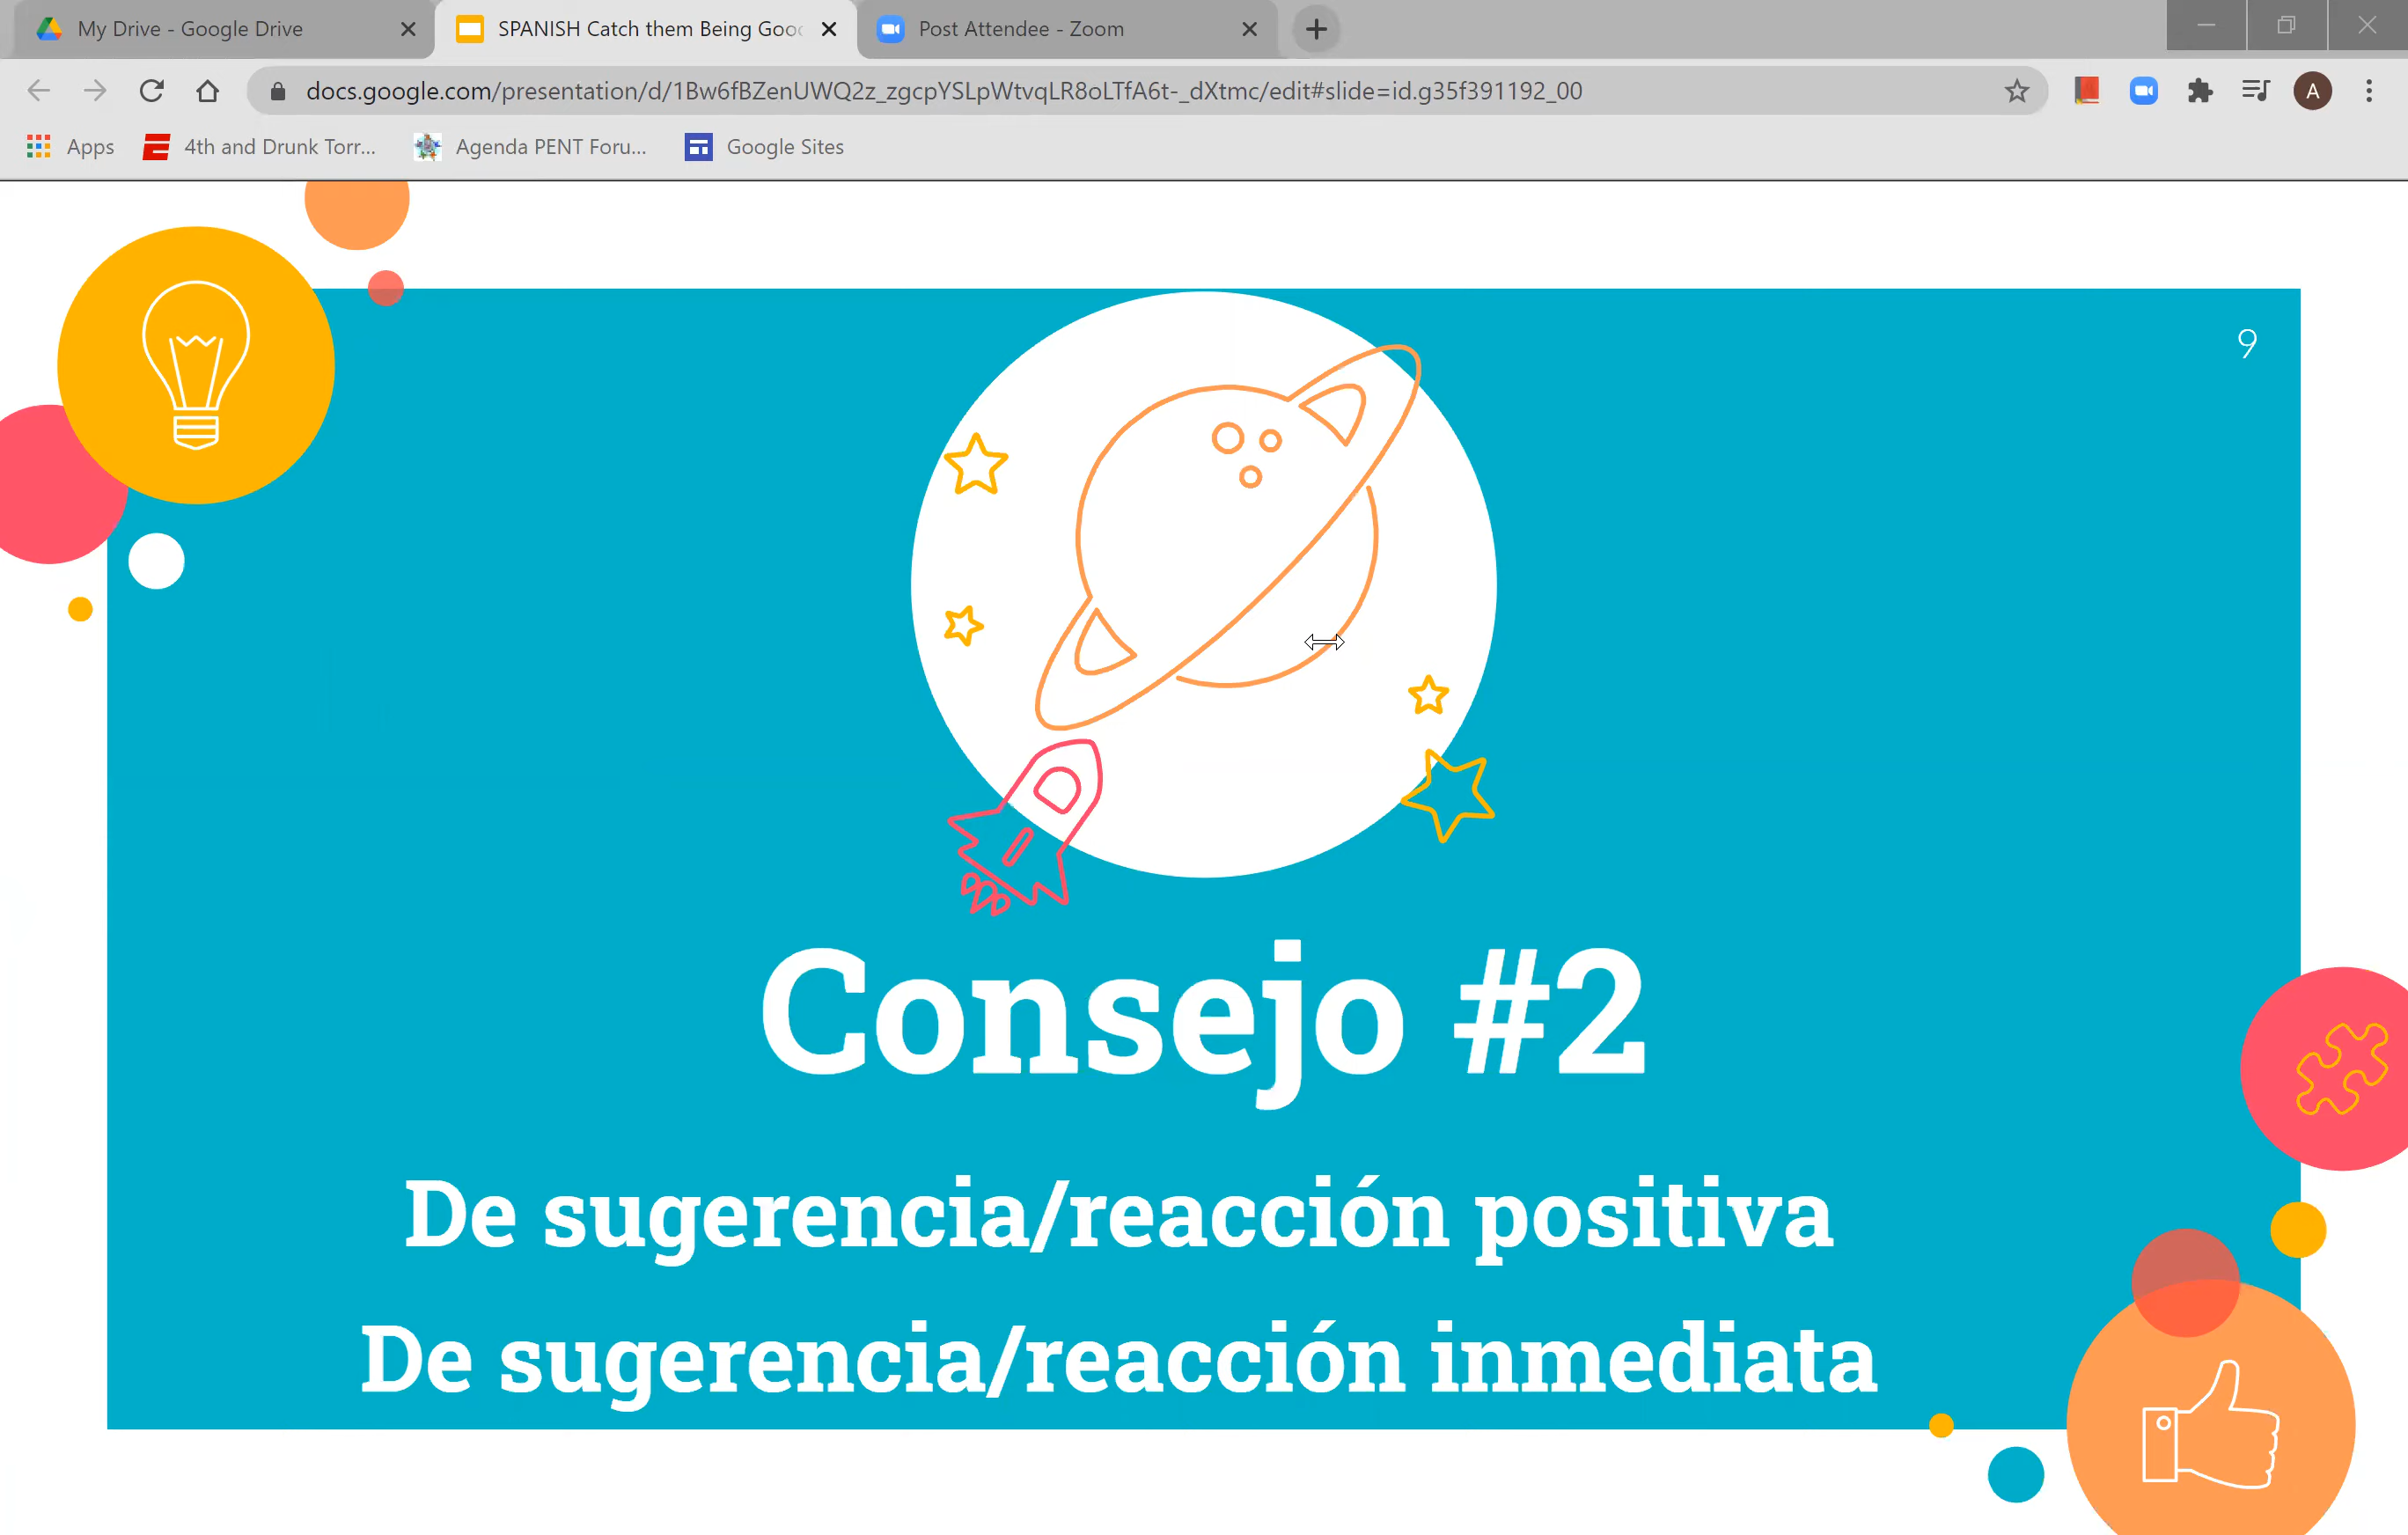 My Drive - Google Drive
SPANISH Catch them Being Goo
Post Attendee - Zoom
docs.google.com/presentation/d/1Bw6fBZenUWQ2z_zgcpYSLpWtvqLR8oLTfA6t-_dXtmc/edit#slide=id.g35f391192_00
A
Apps
4th and Drunk Torr...
Agenda PENT Foru...
Google Sites
9
Consejo #2
De sugerencia/reacción positiva
De sugerencia/reacción inmediata